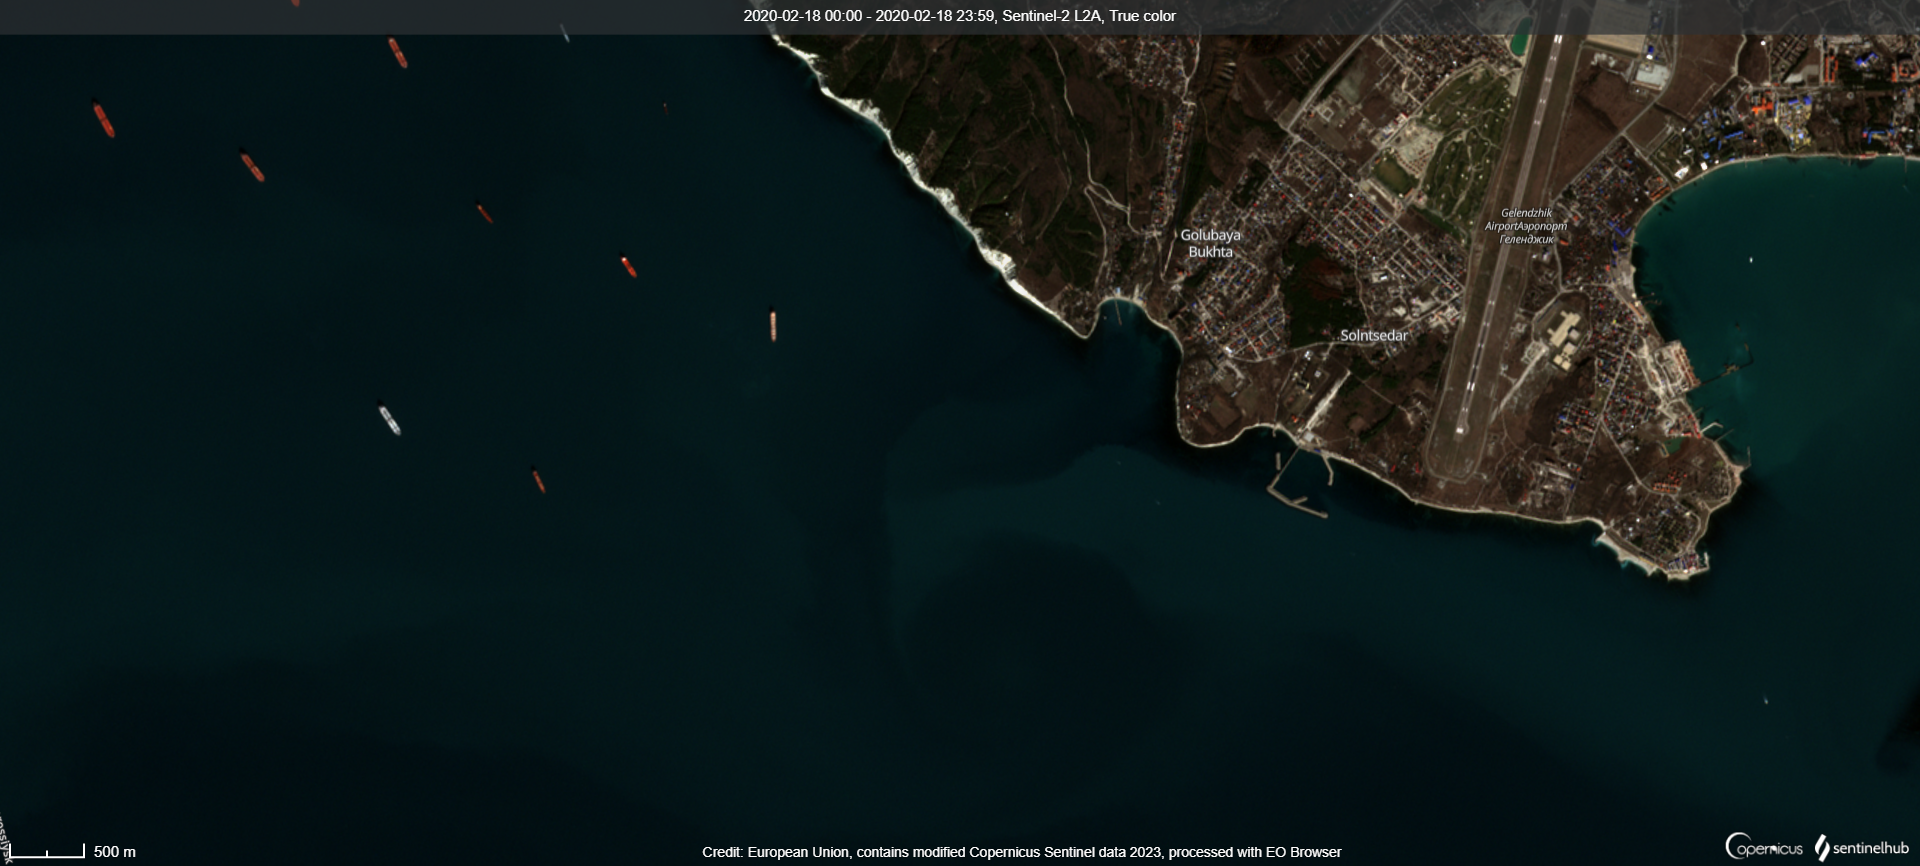 2020-02-18 00:00 - 2020-02-18 23:59, Sentinel-2 L2A, True color
Gelendzhik
AirportАэропорт
Геленджик
Golubaya
Bukhta
Solntsedar
500 m
Credit: European Union, contains modified Copernicus Sentinel data 2023, processed with EO Browser
Copernicus
sentinelhub